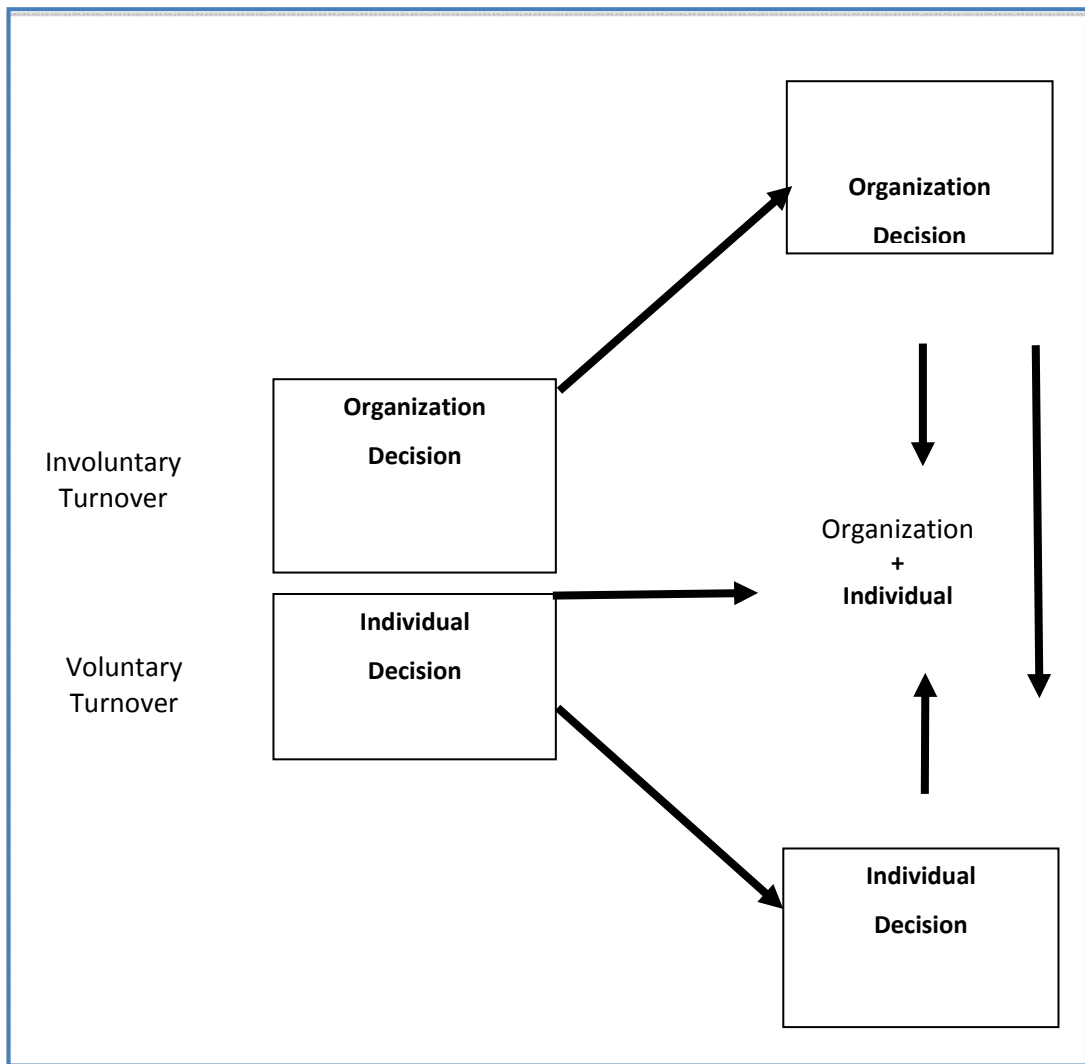 Organization
Decision
Organization
Decision
Involuntary
Turnover
Organization
+
Individual
Individual
Decision
Voluntary
Turnover
Individual
Decision